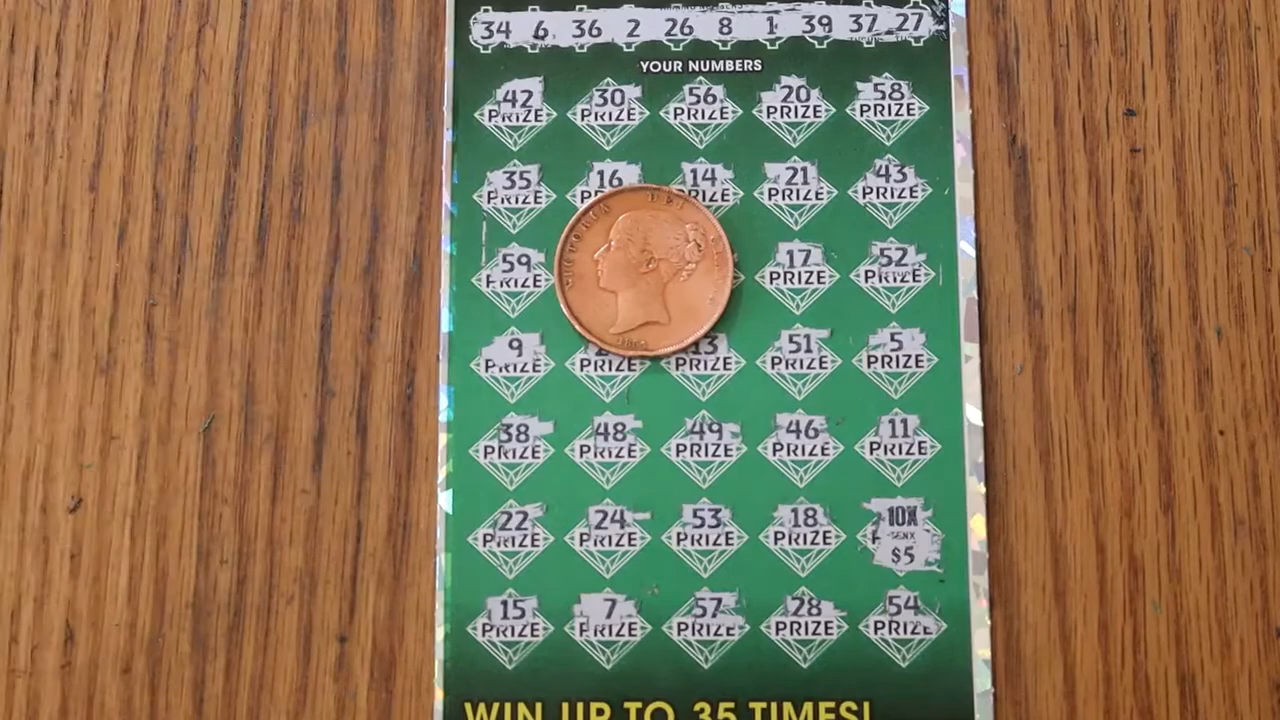 34 6 36 2 26 8 1 39 37 27
YOUR NUMBERS
42 30 56 20 58
PRIZE PRIZE PRIZE PRIZE PRIZE
35 16 14 21 43
PRIZE PRIZE PRIZE PRIZE
VICTORIA DEI
59 17 52
PRIZE PRIZE PRIZE
9 13 51 5
PRIZE PRIZE PRIZE PRIZE PRIZE
38 48 49 46 11
PRIZE PRIZE PRIZE PRIZE PRIZE
22 24 53 18 10X
PRIZE PRIZE PRIZE PRIZE TENX
$5
15 7 57 28 54
PRIZE PRIZE PRIZE PRIZE PRIZE
WIN UP TO 35 TIMES!